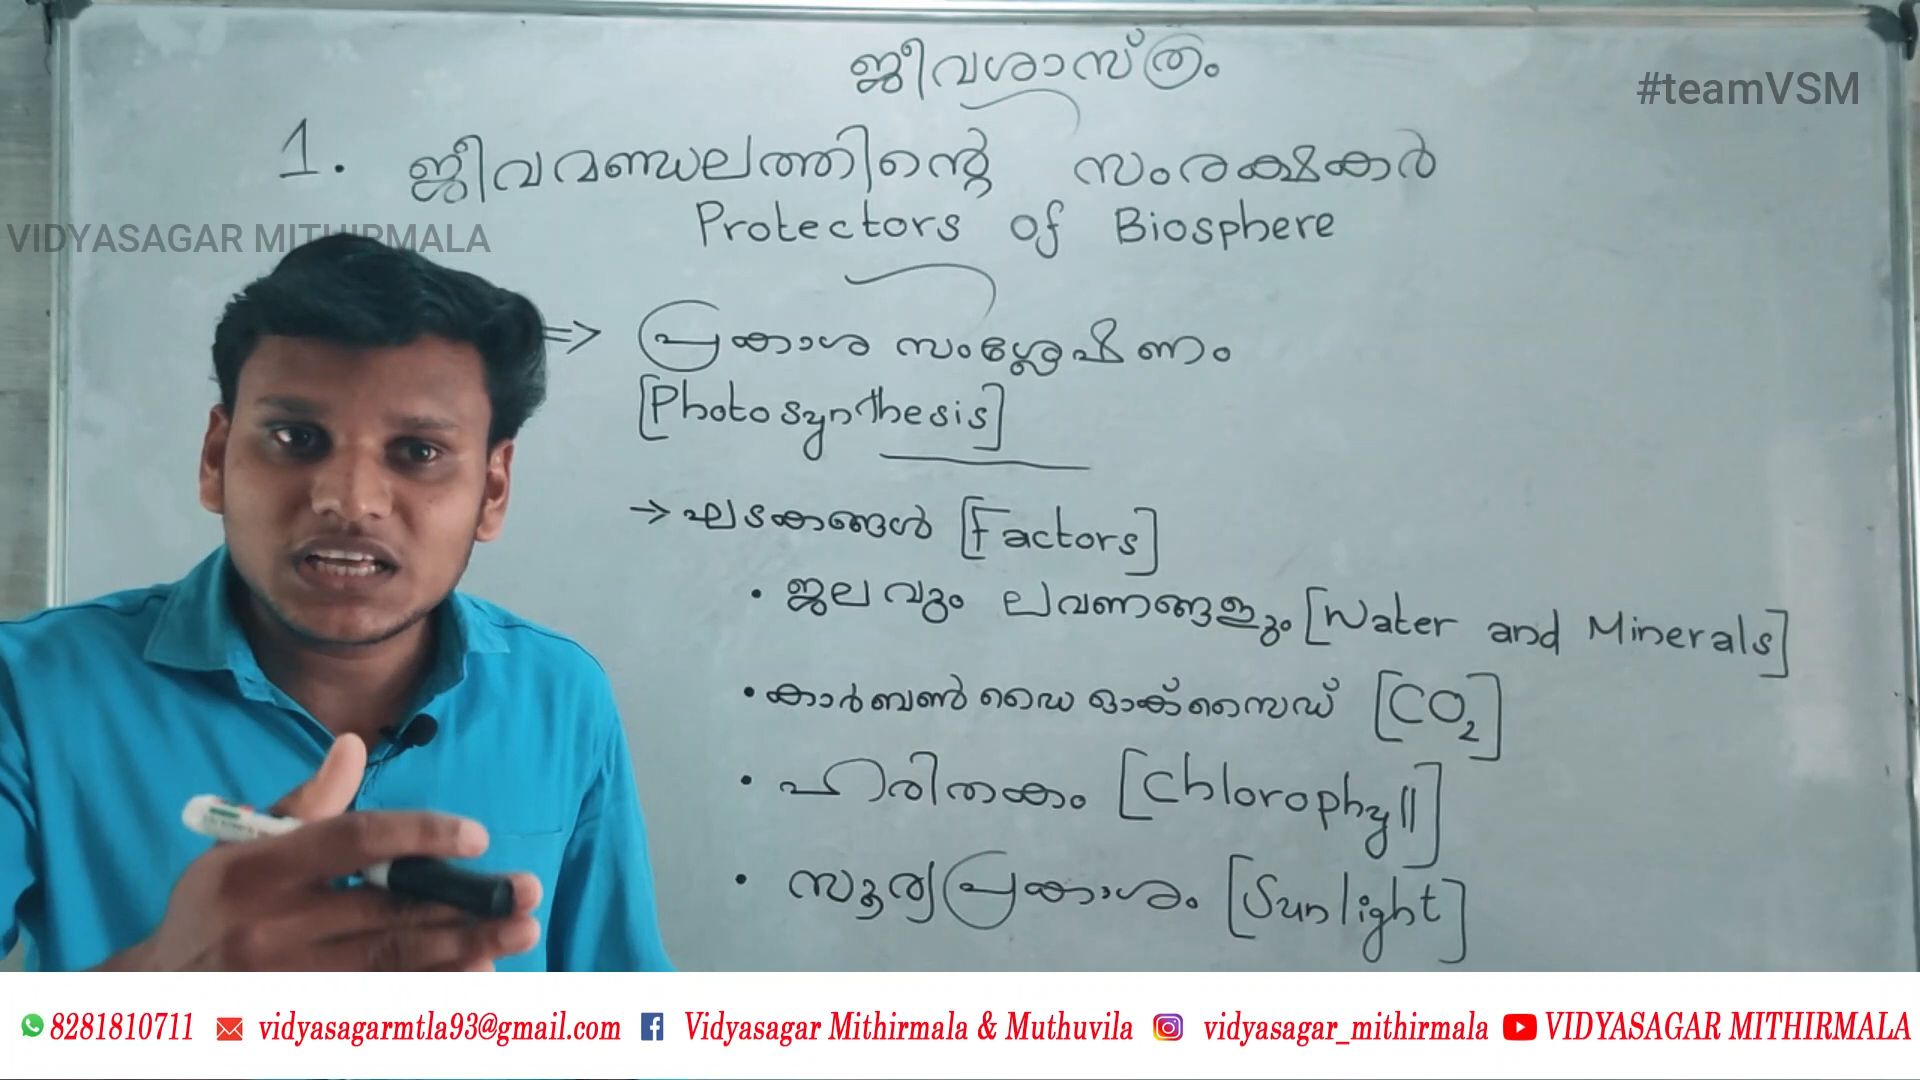 ജീവശാസ്ത്രം
#teamVSM
1. ജീവമണ്ഡലത്തിന്റെ സംരക്ഷകർ
Protectors of Biosphere
VIDYASAGAR MITHIRMALA
=> പ്രകാശ സംശ്ലേഷണം
[Photosynthesis]
→ ഘടകങ്ങൾ [Factors]
• ജലവും ലവണങ്ങളും [Water and Minerals]
• കാർബൺ ഡൈ ഓക്സൈഡ് [CO₂]
• ഹരിതകം [Chlorophyll]
• സൂര്യപ്രകാശം [Sunlight]
8281810711 vidyasagarmtla93@gmail.com Vidyasagar Mithirmala & Muthuvila vidyasagar_mithirmala VIDYASAGAR MITHIRMALA